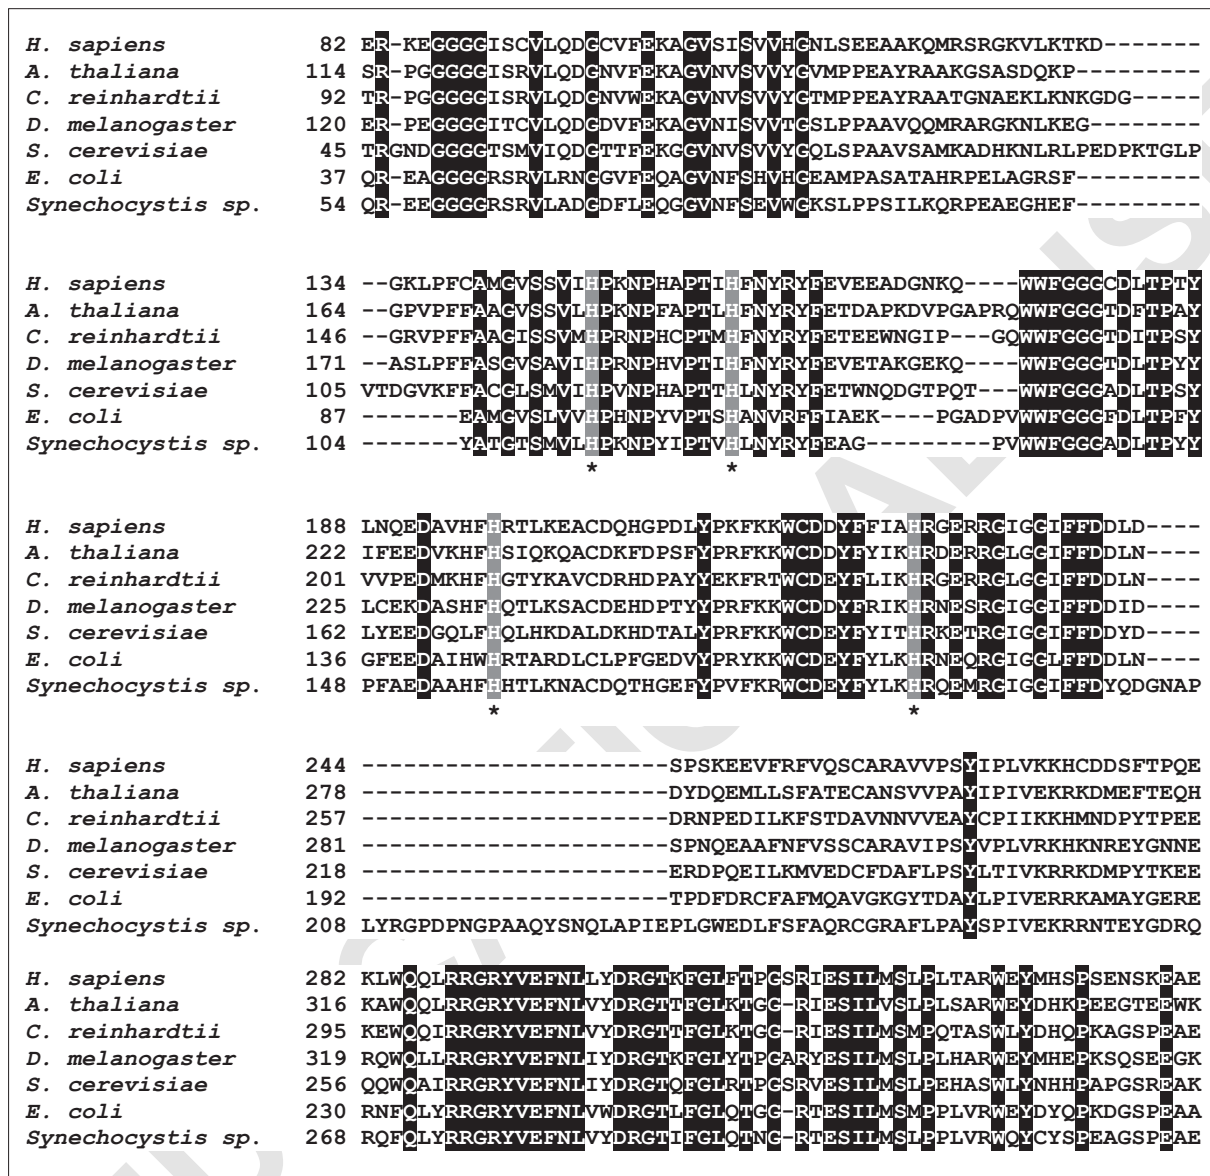 H. sapiens 82 ER-KEGGGGISCVLQDGCVFEKAGVSISVVHGNLSEEAAKQMRSRGKVLKTKD-------
A. thaliana 114 SR-PGGGGGISRVLQDGNVFEKAGVNVSVVYGVMPPEAYRAAKGSASDQKP---------
C. reinhardtii 92 TR-PGGGGGISRVLQDGNVWEKAGVNVSVVYGTMPPEAYRAATGNAEKLKNKGDG-----
D. melanogaster 120 ER-PEGGGGITCVLQDGDVFEKAGVNISVVTGSLPPAAVQQMRARGKNLKEG--------
S. cerevisiae 45 TRGNDGGGGTSMVIQDGTTFEKGGVNVSVVYGQLSPAAVSAMKADHKNLRLPEDPKTGLP
E. coli 37 QR-EAGGGGRSRVLRNGGVFEQAGVNFSHVHGEAMPASATAHRPELAGRSF---------
Synechocystis sp. 54 QR-EEGGGGRSRVLADGDFLEQGGVNFSEVWGKSLPPSILKQRPEAEGHEF---------
H. sapiens 134 --GKLPFCAMGVSSVIHPKNPHAPTIHFNYRYFEVEEADGNKQ----WWFGGGCDLTPTY
A. thaliana 164 --GPVPFFAAGVSSVLHPKNPFAPTLHFNYRYFETDAPKDVPGAPRQWWFGGGTDFTPAY
C. reinhardtii 146 --GRVPFFAAGISSVMHPRNPHCPTMHFNYRYFETEEWNGIP---GQWWFGGGTDITPSY
D. melanogaster 171 --ASLPFFASGVSAVIHPRNPHVPTIHFNYRYFEVETAKGEKQ----WWFGGGTDLTPYY
S. cerevisiae 105 VTDGVKFFACGLSMVIHPVNPHAPTTHLNYRYFETWNQDGTPQT---WWFGGGADLTPSY
E. coli 87 -------EAMGVSLVVHPHNPYVPTSHANVRFFIAEK----PGADPVWWFGGGFDLTPFY
Synechocystis sp. 104 -------YATGTSMVLHPKNPYIPTVHLNYRYFEAG---------PVWWFGGGADLTPYY
* *
H. sapiens 188 LNQEDAVHFHRTLKEACDQHGPDLYPKFKKWCDDYFFIAHRGERRGIGGIFFDDLD----
A. thaliana 222 IFEEDVKHFHSIQKQACDKFDPSFYPRFKKWCDDYFYIKHRDERRGLGGIFFDDLN----
C. reinhardtii 201 VVPEDMKHFHGTYKAVCDRHDPAYYEKFRTWCDEYFLIKHRGERRGLGGIFFDDLN----
D. melanogaster 225 LCEKDASHFHQTLKSACDEHDPTYYPRFKKWCDDYFRIKHRNESRGIGGIFFDDID----
S. cerevisiae 162 LYEEDGQLFHQLHKDALDKHDTALYPRFKKWCDEYFYITHRKETRGIGGIFFDDYD----
E. coli 136 GFEEDAIHWHRTARDLCLPFGEDVYPRYKKWCDEYFYLKHRNEQRGIGGLFFDDLN----
Synechocystis sp. 148 PFAEDAAHFHHTLKNACDQTHGEFYPVFKRWCDEYFYLKHRQEMRGIGGIFFDYQDGNAP
* *
H. sapiens 244 ----------------------SPSKEEVFRFVQSCARAVVPSYIPLVKKHCDDSFTPQE
A. thaliana 278 ----------------------DYDQEMLLSFATECANSVVPAYIPIVEKRKDMEFTEQH
C. reinhardtii 257 ----------------------DRNPEDILKFSTDAVNNVVEAYCPIIKKHMNDPYTPEE
D. melanogaster 281 ----------------------SPNQEAAFNFVSSCARAVIPSYVPLVRKHKNREYGNNE
S. cerevisiae 218 ----------------------ERDPQEILKMVEDCFDAFLPSYLTIVKRRKDMPYTKEE
E. coli 192 ----------------------TPDFDRCFAFMQAVGKGYTDAYLPIVERRKAMAYGERE
Synechocystis sp. 208 LYRGPDPNGPAAQYSNQLAPIEPLGWEDLFSFAQRCGRAFLPAYSPIVEKRRNTEYGDRQ
H. sapiens 282 KLWQQLRRGRYVEFNLLYDRGTKFGLFTPGSRIESILMSLPLTARWEYMHSPSENSKEAE
A. thaliana 316 KAWQQLRRGRYVEFNLVYDRGTTFGLKTGG-RIESILVSLPLSARWEYDHKPEEGTEEWK
C. reinhardtii 295 KEWQQIRRGRYVEFNLVYDRGTTFGLKTGG-RIESILMSMPQTASWLYDHQPKAGSPEAE
D. melanogaster 319 RQWQLLRRGRYVEFNLIYDRGTKFGLYTPGARYESILMSLPLHARWEYMHEPKSQSEEGK
S. cerevisiae 256 QQWQAIRRGRYVEFNLIYDRGTQFGLRTPGSRVESILMSLPEHASWLYNHHPAPGSREAK
E. coli 230 RNFQLYRRGRYVEFNLVWDRGTLFGLQTGG-RTESILMSMPPLVRWEYDYQPKDGSPEAA
Synechocystis sp. 268 RQFQLYRRGRYVEFNLVYDRGTIFGLQTNG-RTESILMSLPPLVRWQYCYSPEAGSPEAE